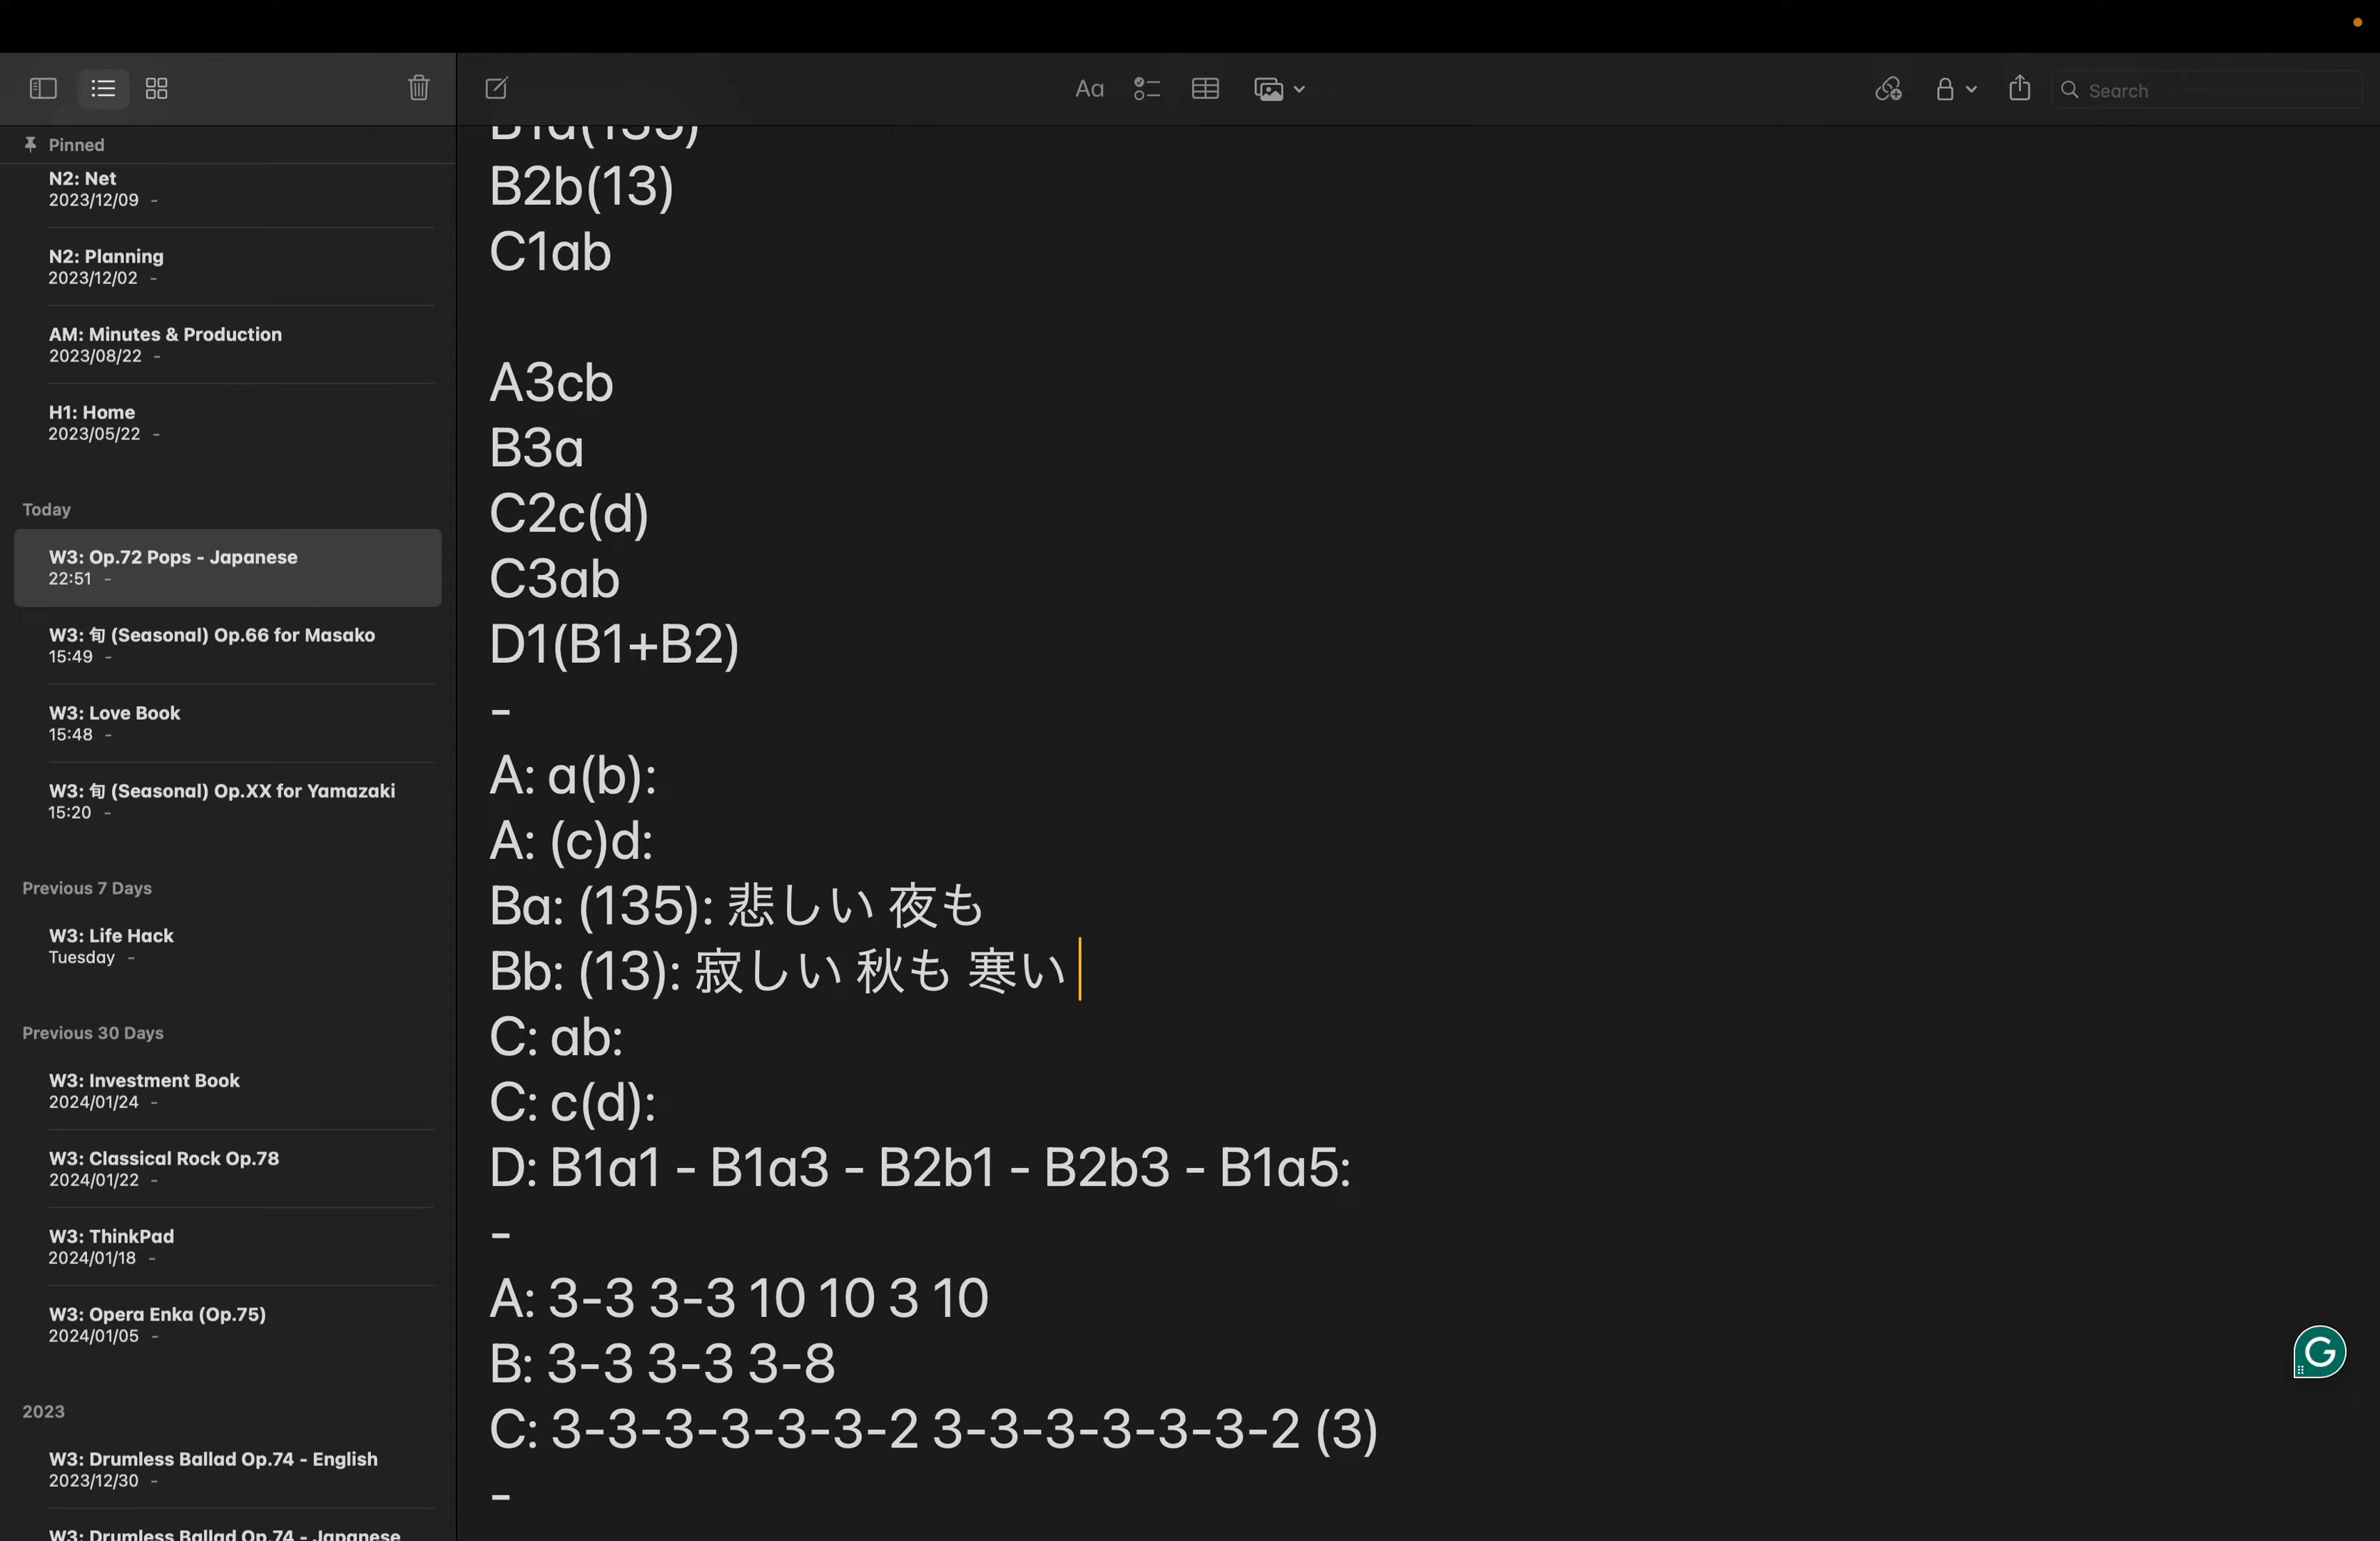 Search
Pinned
N2: Net
2023/12/09 -
N2: Planning
2023/12/02 -
AM: Minutes & Production
2023/08/22 -
H1: Home
2023/05/22 -
Today
W3: Op.72 Pops - Japanese
22:51 -
W3: 旬 (Seasonal) Op.66 for Masako
15:49 -
W3: Love Book
15:48 -
W3: 旬 (Seasonal) Op.XX for Yamazaki
15:20 -
Previous 7 Days
W3: Life Hack
Tuesday -
Previous 30 Days
W3: Investment Book
2024/01/24 -
W3: Classical Rock Op.78
2024/01/22 -
W3: ThinkPad
2024/01/18 -
W3: Opera Enka (Op.75)
2024/01/05 -
2023
W3: Drumless Ballad Op.74 - English
2023/12/30 -
W3: Drumless Ballad Op.74 - Japanese
Aa
B1a(135)
B2b(13)
C1ab
A3cb
B3a
C2c(d)
C3ab
D1(B1+B2)
-
A: a(b):
A: (c)d:
Ba: (135): 悲しい 夜も
Bb: (13): 寂しい 秋も 寒い
C: ab:
C: c(d):
D: B1a1 - B1a3 - B2b1 - B2b3 - B1a5:
-
A: 3-3 3-3 10 10 3 10
B: 3-3 3-3 3-8
C: 3-3-3-3-3-3-2 3-3-3-3-3-3-2 (3)
-
G